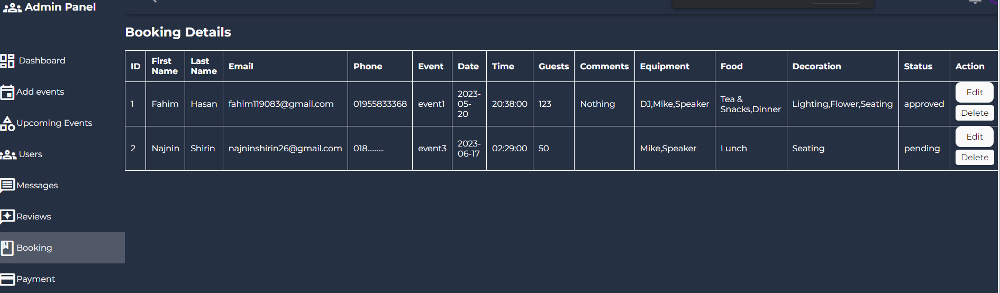 Admin Panel
Booking Details
Dashboard
Add events
Upcoming Events
Users
Messages
Reviews
Booking
Payment
ID First Name Last Name Email Phone Event Date Time Guests Comments Equipment Food Decoration Status Action
1 Fahim Hasan fahim119083@gmail.com 01955833368 event1 2023-05-20 20:38:00 123 Nothing DJ,Mike,Speaker Tea & Snacks,Dinner Lighting,Flower,Seating approved Edit Delete
2 Najnin Shirin najninshirin26@gmail.com 018......... event3 2023-06-17 02:29:00 50 Mike,Speaker Lunch Seating pending Edit Delete